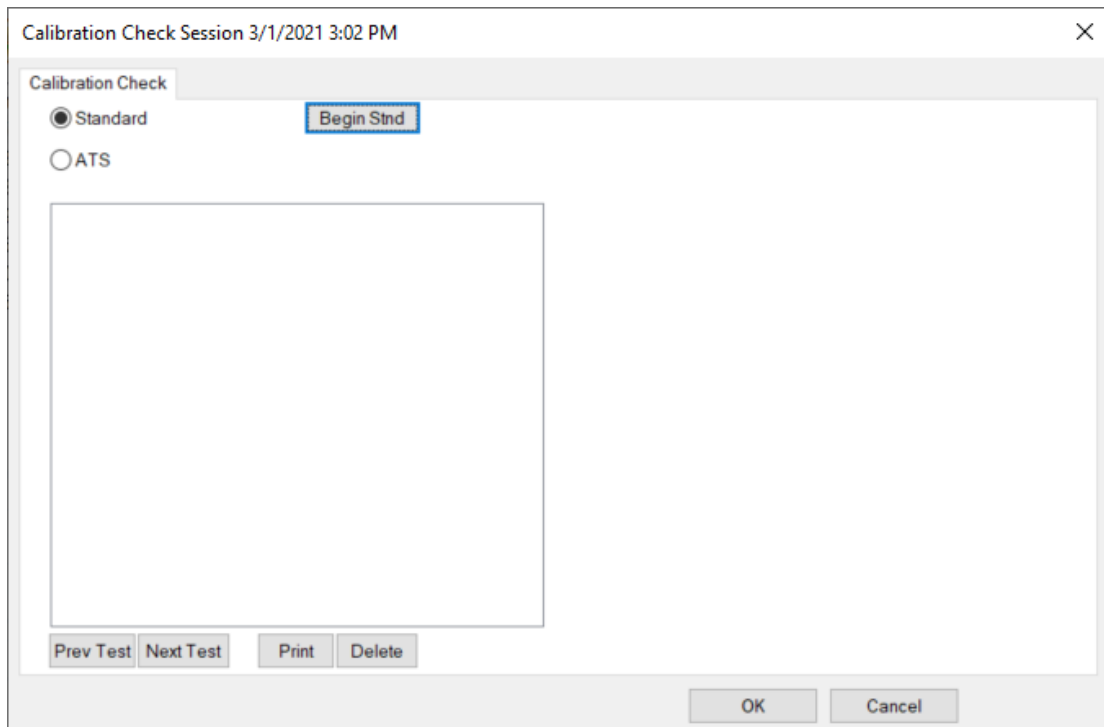 Calibration Check Session 3/1/2021 3:02 PM
Calibration Check
Standard Begin Stnd
ATS
Prev Test Next Test Print Delete
OK Cancel